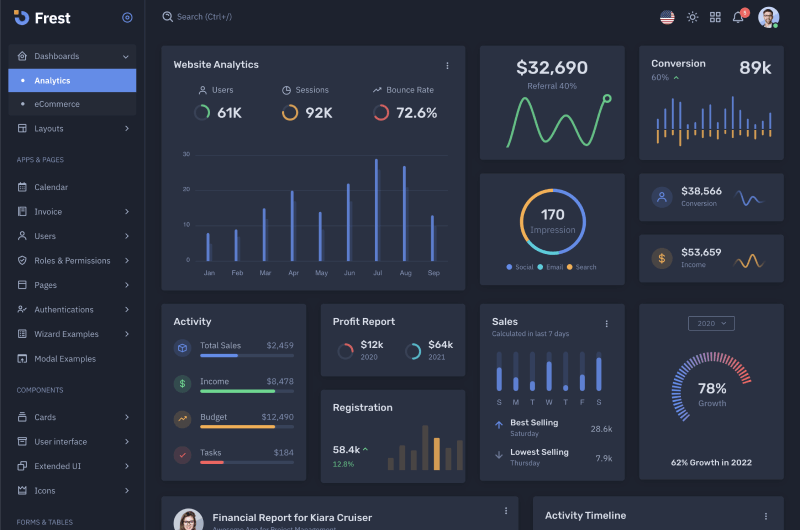 Frest
Search (Ctrl+/)
3
Dashboards
Analytics
eCommerce
Layouts
APPS & PAGES
Calendar
Invoice
Users
Roles & Permissions
Pages
Authentications
Wizard Examples
Modal Examples
COMPONENTS
Cards
User interface
Extended UI
Icons
FORMS & TABLES
Website Analytics
Users
61K
Sessions
92K
Bounce Rate
72.6%
30
20
10
0
Jan Feb Mar Apr May Jun Jul Aug Sep
$32,690
Referral 40%
Conversion
60%
89k
170
Impression
Social Email Search
$38,566
Conversion
$53,659
Income
Activity
Total Sales $2,459
Income $8,478
Budget $12,490
Tasks $184
Profit Report
$12k
2020
$64k
2021
Registration
58.4k
12.8%
Sales
Calculated in last 7 days
S M T W T F S
Best Selling
Saturday
28.6k
Lowest Selling
Thursday
7.9k
2020
78%
Growth
62% Growth in 2022
Financial Report for Kiara Cruiser
Awesome App for Project Management
Activity Timeline